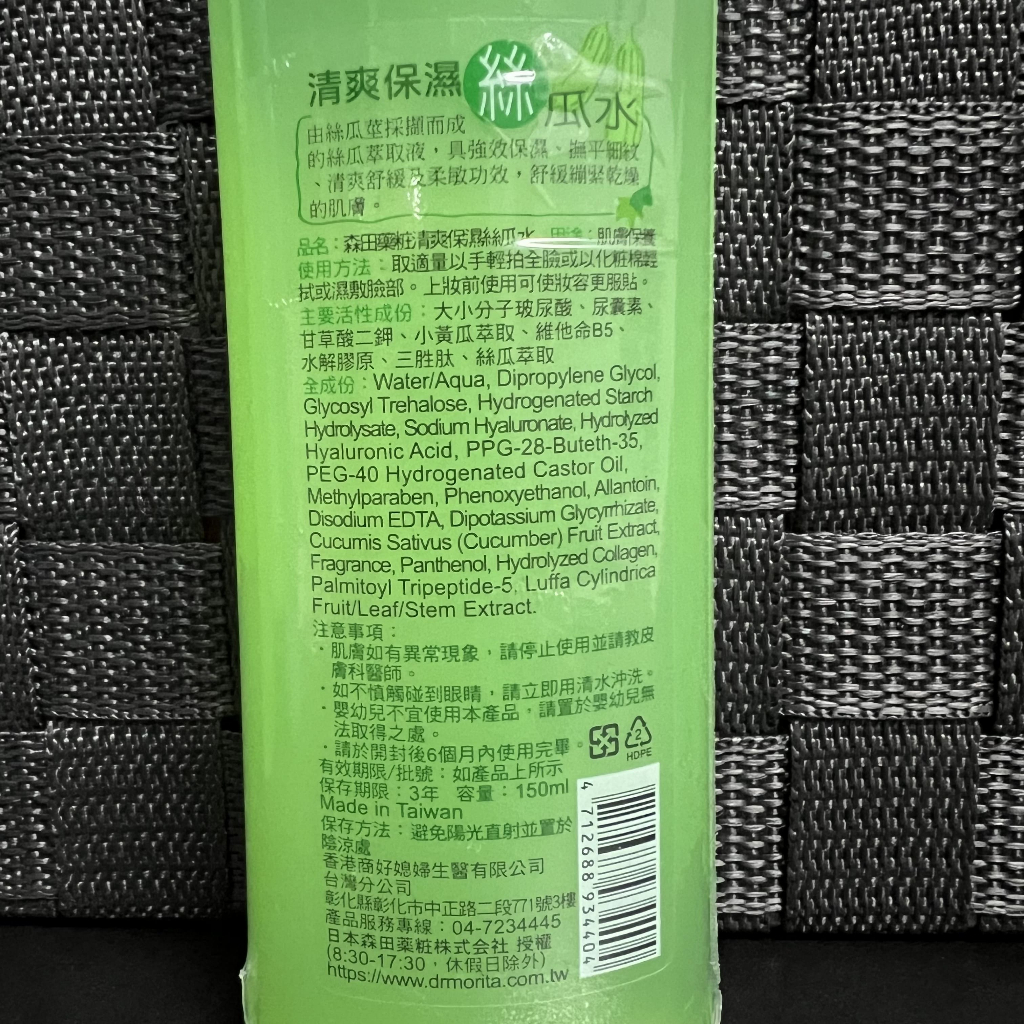 清爽保濕絲瓜水
由絲瓜莖採擷而成
的絲瓜萃取液，具強效保濕、撫平細紋
、清爽舒緩及柔敏功效，舒緩繃緊乾燥
的肌膚。
品名：森田藥粧清爽保濕絲瓜水 用途：肌膚保養
使用方法：取適量以手輕拍全臉或以化粧棉輕
拭或濕敷臉部。上妝前使用可使妝容更服貼。
主要活性成份：大小分子玻尿酸、尿囊素、
甘草酸二鉀、小黃瓜萃取、維他命B5、
水解膠原、三胜肽、絲瓜萃取
全成份：Water/Aqua, Dipropylene Glycol,
Glycosyl Trehalose, Hydrogenated Starch
Hydrolysate, Sodium Hyaluronate, Hydrolyzed
Hyaluronic Acid, PPG-28-Buteth-35,
PEG-40 Hydrogenated Castor Oil,
Methylparaben, Phenoxyethanol, Allantoin,
Disodium EDTA, Dipotassium Glycyrrhizate,
Cucumis Sativus (Cucumber) Fruit Extract,
Fragrance, Panthenol, Hydrolyzed Collagen,
Palmitoyl Tripeptide-5, Luffa Cylindrica
Fruit/Leaf/Stem Extract.
注意事項：
・肌膚如有異常現象，請停止使用並請教皮
膚科醫師。
・如不慎觸碰到眼睛，請立即用清水沖洗。
・嬰幼兒不宜使用本產品，請置於嬰幼兒無
法取得之處。
・請於開封後6個月內使用完畢。
2
HDPE
有效期限/批號：如產品上所示
保存期限：3年 容量：150ml
Made in Taiwan
保存方法：避免陽光直射並置於
陰涼處
香港商好媳婦生醫有限公司
台灣分公司
彰化縣彰化市中正路二段771號3樓
產品服務專線：04-7234445
日本森田薬粧株式会社 授權
(8:30-17:30，休假日除外)
https://www.drmorita.com.tw
4 712688 934404